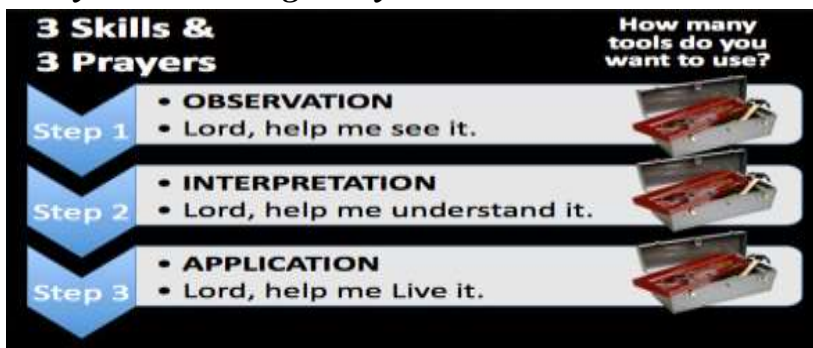 3 Skills &
3 Prayers
How many
tools do you
want to use?
Step 1
• OBSERVATION
• Lord, help me see it.
Step 2
• INTERPRETATION
• Lord, help me understand it.
Step 3
• APPLICATION
• Lord, help me Live it.